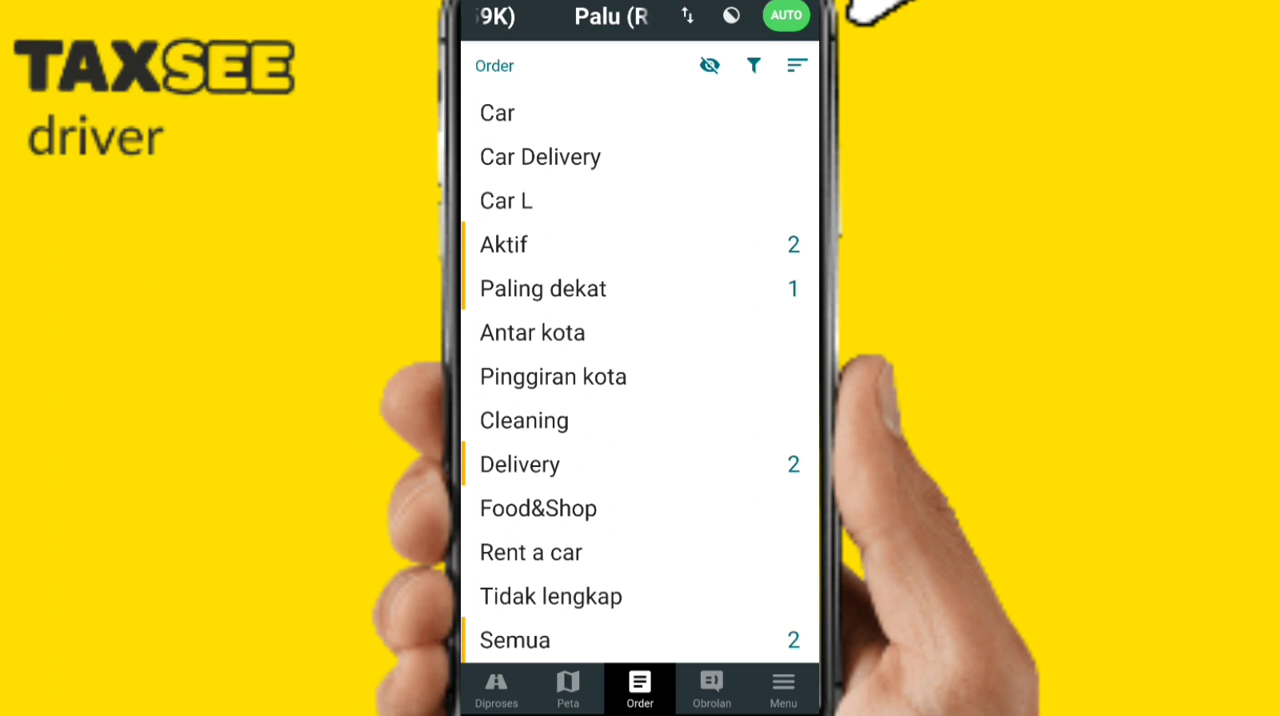 TAXSEE
driver
59K) Palu (R AUTO
Order
Car
Car Delivery
Car L
Aktif 2
Paling dekat 1
Antar kota
Pinggiran kota
Cleaning
Delivery 2
Food&Shop
Rent a car
Tidak lengkap
Semua 2
Diproses Peta Order Obrolan Menu